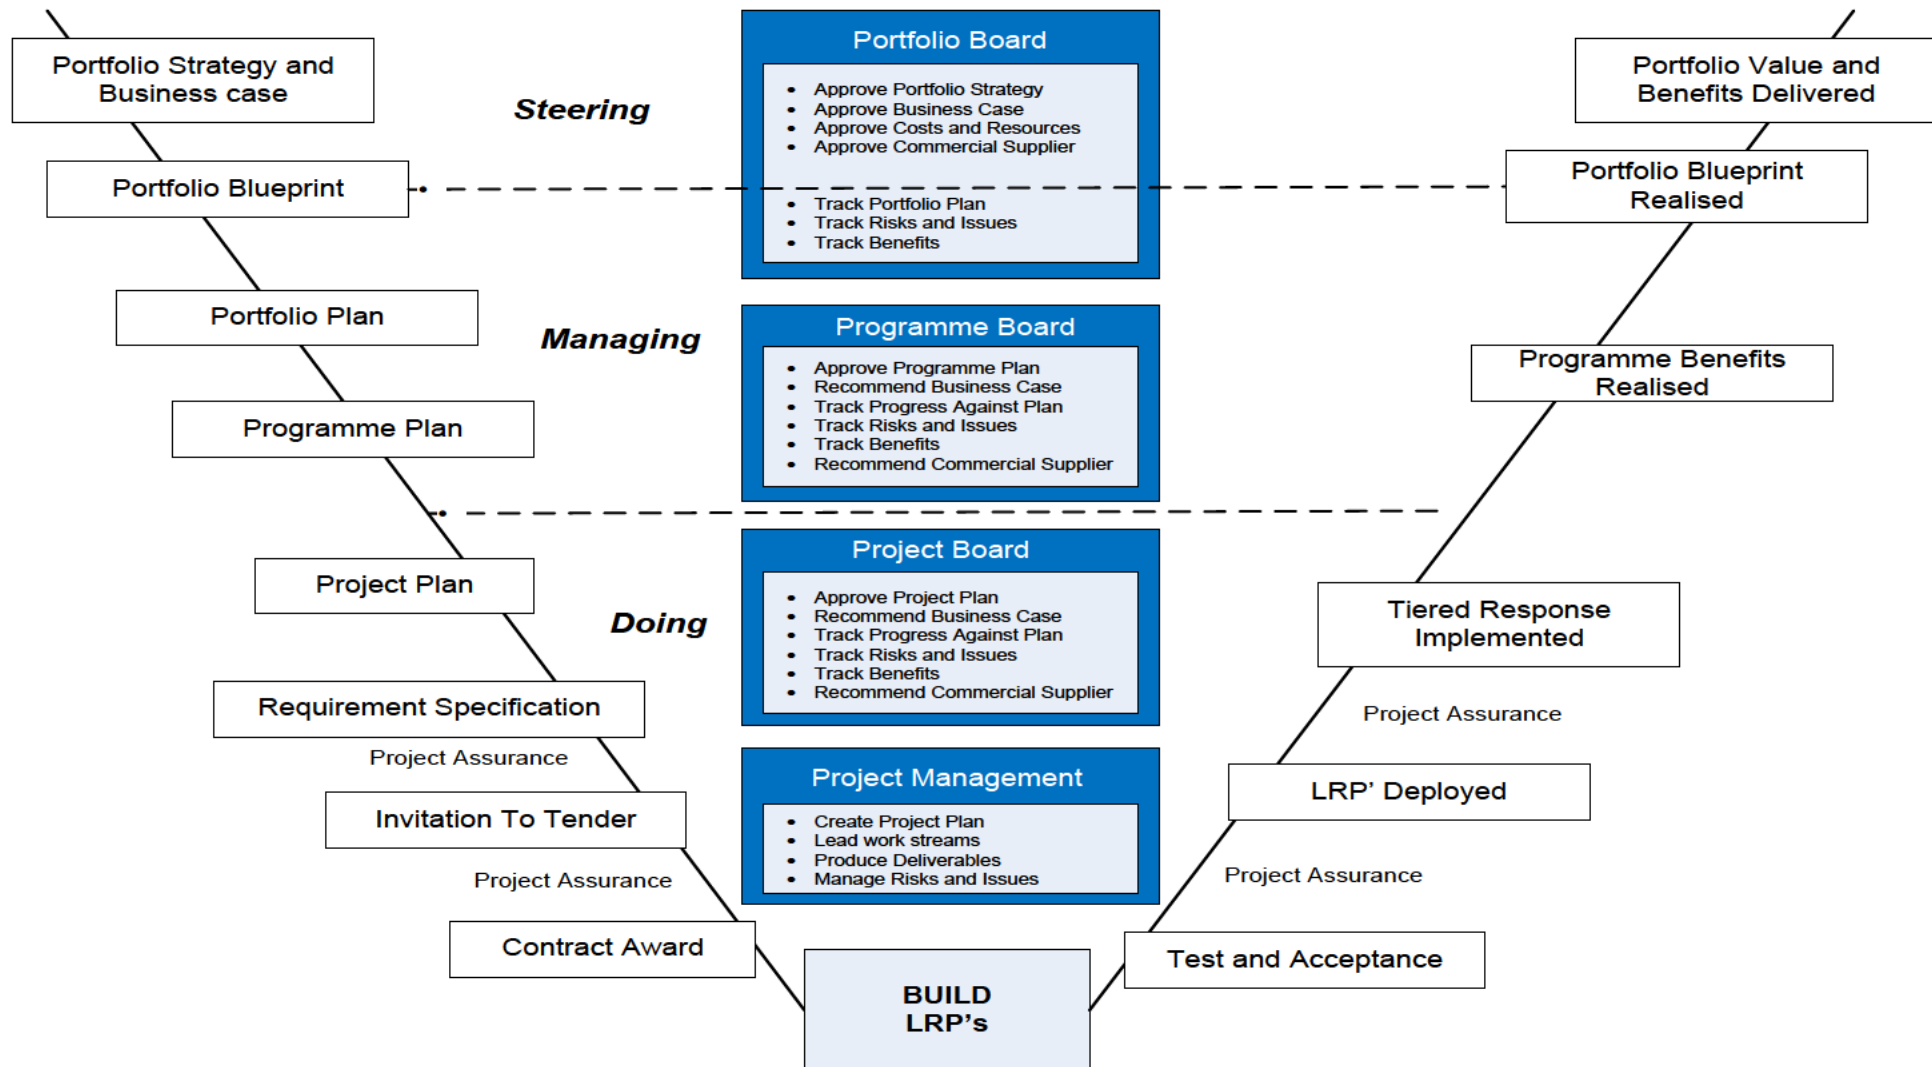 Portfolio Strategy and
Business case
Portfolio Blueprint
Portfolio Plan
Programme Plan
Project Plan
Requirement Specification
Project Assurance
Invitation To Tender
Project Assurance
Contract Award
Steering
Managing
Doing
Portfolio Board
• Approve Portfolio Strategy
• Approve Business Case
• Approve Costs and Resources
• Approve Commercial Supplier
• Track Portfolio Plan
• Track Risks and Issues
• Track Benefits
Programme Board
• Approve Programme Plan
• Recommend Business Case
• Track Progress Against Plan
• Track Risks and Issues
• Track Benefits
• Recommend Commercial Supplier
Project Board
• Approve Project Plan
• Recommend Business Case
• Track Progress Against Plan
• Track Risks and Issues
• Track Benefits
• Recommend Commercial Supplier
Project Management
• Create Project Plan
• Lead work streams
• Produce Deliverables
• Manage Risks and Issues
BUILD
LRP's
Portfolio Value and
Benefits Delivered
Portfolio Blueprint
Realised
Programme Benefits
Realised
Tiered Response
Implemented
Project Assurance
LRP' Deployed
Project Assurance
Test and Acceptance